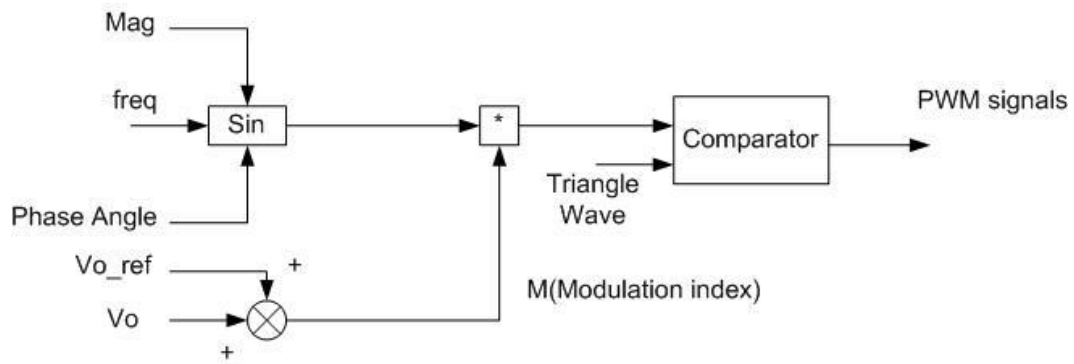 Mag
freq
Sin
*
PWM signals
Comparator
Triangle
Wave
Phase Angle
Vo_ref
+
M(Modulation index)
Vo
+